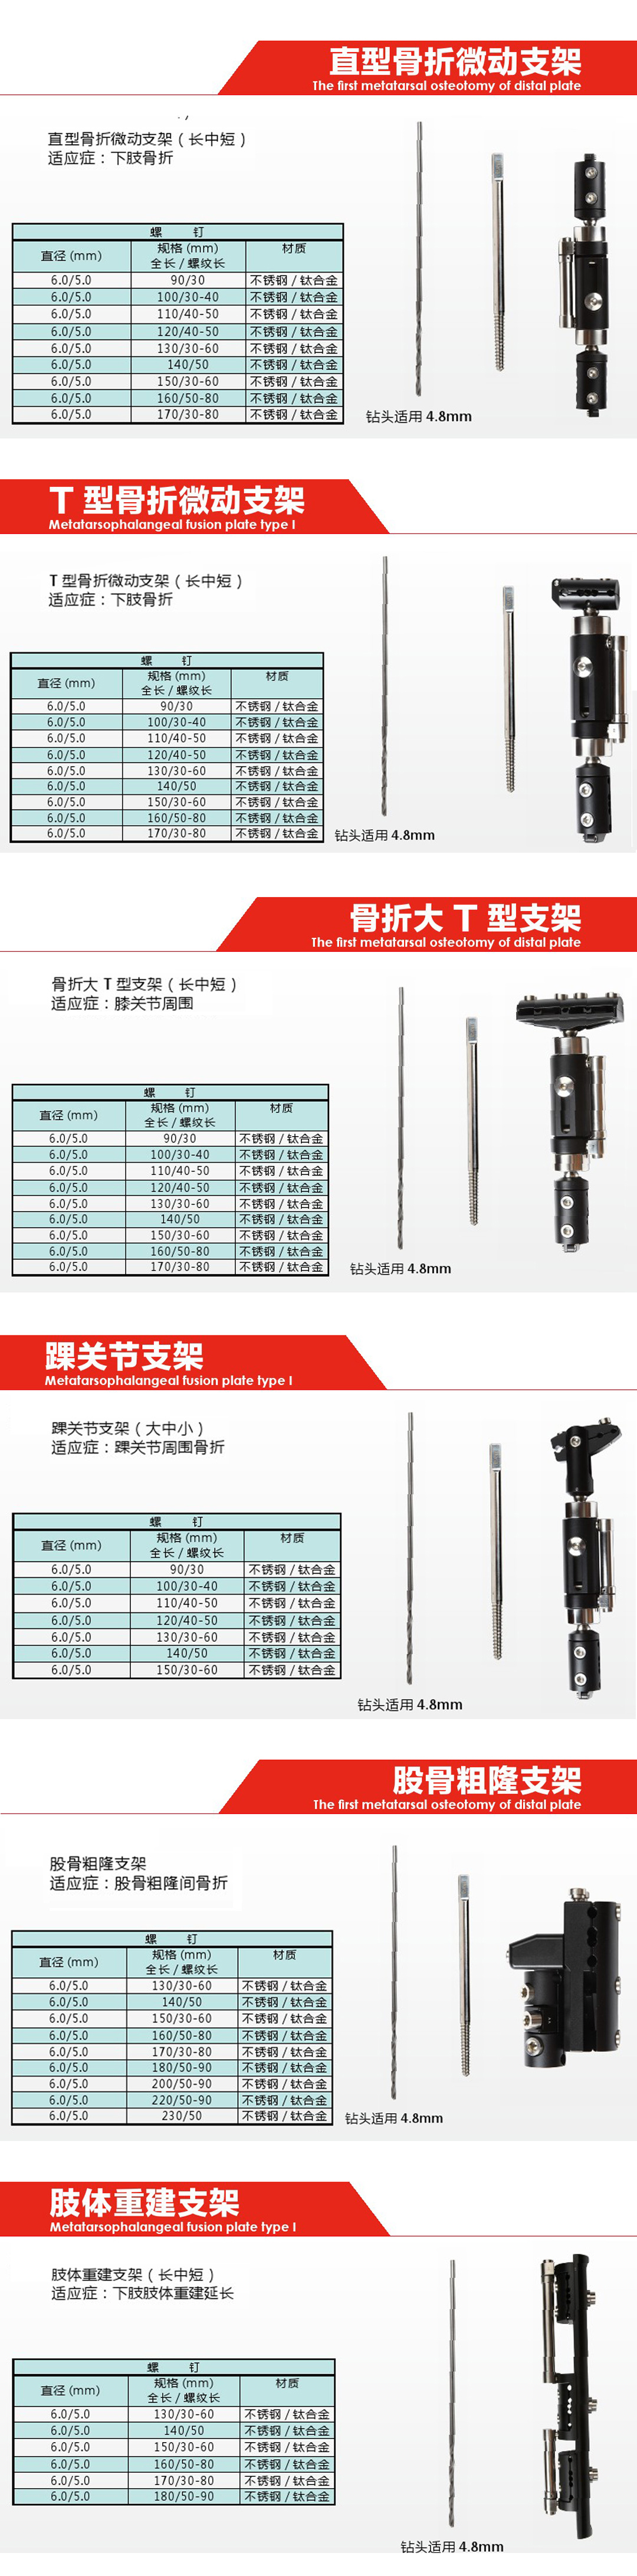 直型骨折微动支架
The first metatarsal osteotomy of distal plate
直型骨折微动支架（长中短）
适应症：下肢骨折
螺 钉
直径 (mm) 规格 (mm) 全长 / 螺纹长 材质
6.0/5.0 90/30 不锈钢 / 钛合金
6.0/5.0 100/30-40 不锈钢 / 钛合金
6.0/5.0 110/40-50 不锈钢 / 钛合金
6.0/5.0 120/40-50 不锈钢 / 钛合金
6.0/5.0 130/30-60 不锈钢 / 钛合金
6.0/5.0 140/50 不锈钢 / 钛合金
6.0/5.0 150/30-60 不锈钢 / 钛合金
6.0/5.0 160/50-80 不锈钢 / 钛合金
6.0/5.0 170/30-80 不锈钢 / 钛合金
钻头适用 4.8mm
T 型骨折微动支架
Metatarsophalangeal fusion plate type I
T 型骨折微动支架（长中短）
适应症：下肢骨折
螺 钉
直径 (mm) 规格 (mm) 全长 / 螺纹长 材质
6.0/5.0 90/30 不锈钢 / 钛合金
6.0/5.0 100/30-40 不锈钢 / 钛合金
6.0/5.0 110/40-50 不锈钢 / 钛合金
6.0/5.0 120/40-50 不锈钢 / 钛合金
6.0/5.0 130/30-60 不锈钢 / 钛合金
6.0/5.0 140/50 不锈钢 / 钛合金
6.0/5.0 150/30-60 不锈钢 / 钛合金
6.0/5.0 160/50-80 不锈钢 / 钛合金
6.0/5.0 170/30-80 不锈钢 / 钛合金
钻头适用 4.8mm
骨折大 T 型支架
The first metatarsal osteotomy of distal plate
骨折大 T 型支架（长中短）
适应症：膝关节周围
螺 钉
直径 (mm) 规格 (mm) 全长 / 螺纹长 材质
6.0/5.0 90/30 不锈钢 / 钛合金
6.0/5.0 100/30-40 不锈钢 / 钛合金
6.0/5.0 110/40-50 不锈钢 / 钛合金
6.0/5.0 120/40-50 不锈钢 / 钛合金
6.0/5.0 130/30-60 不锈钢 / 钛合金
6.0/5.0 140/50 不锈钢 / 钛合金
6.0/5.0 150/30-60 不锈钢 / 钛合金
6.0/5.0 160/50-80 不锈钢 / 钛合金
6.0/5.0 170/30-80 不锈钢 / 钛合金
钻头适用 4.8mm
踝关节支架
Metatarsophalangeal fusion plate type I
踝关节支架（大中小）
适应症：踝关节周围骨折
螺 钉
直径 (mm) 规格 (mm) 全长 / 螺纹长 材质
6.0/5.0 90/30 不锈钢 / 钛合金
6.0/5.0 100/30-40 不锈钢 / 钛合金
6.0/5.0 110/40-50 不锈钢 / 钛合金
6.0/5.0 120/40-50 不锈钢 / 钛合金
6.0/5.0 130/30-60 不锈钢 / 钛合金
6.0/5.0 140/50 不锈钢 / 钛合金
6.0/5.0 150/30-60 不锈钢 / 钛合金
钻头适用 4.8mm
股骨粗隆支架
The first metatarsal osteotomy of distal plate
股骨粗隆支架
适应症：股骨粗隆间骨折
螺 钉
直径 (mm) 规格 (mm) 全长 / 螺纹长 材质
6.0/5.0 130/30-60 不锈钢 / 钛合金
6.0/5.0 140/50 不锈钢 / 钛合金
6.0/5.0 150/30-60 不锈钢 / 钛合金
6.0/5.0 160/50-80 不锈钢 / 钛合金
6.0/5.0 170/30-80 不锈钢 / 钛合金
6.0/5.0 180/50-90 不锈钢 / 钛合金
6.0/5.0 200/50-90 不锈钢 / 钛合金
6.0/5.0 220/50-90 不锈钢 / 钛合金
6.0/5.0 230/50 不锈钢 / 钛合金
钻头适用 4.8mm
肢体重建支架
Metatarsophalangeal fusion plate type I
肢体重建支架（长中短）
适应症：下肢肢体重建延长
螺 钉
直径 (mm) 规格 (mm) 全长 / 螺纹长 材质
6.0/5.0 130/30-60 不锈钢 / 钛合金
6.0/5.0 140/50 不锈钢 / 钛合金
6.0/5.0 150/30-60 不锈钢 / 钛合金
6.0/5.0 160/50-80 不锈钢 / 钛合金
6.0/5.0 170/30-80 不锈钢 / 钛合金
6.0/5.0 180/50-90 不锈钢 / 钛合金
钻头适用 4.8mm